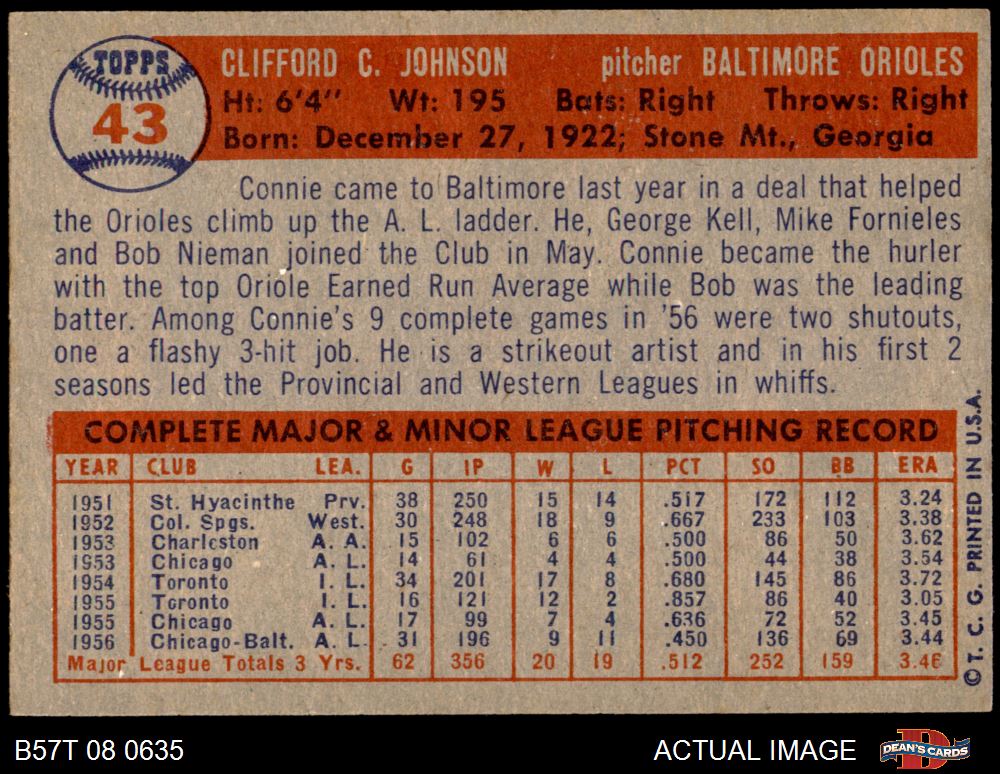 TOPPS
43
CLIFFORD C. JOHNSON pitcher BALTIMORE ORIOLES
Ht: 6'4" Wt: 195 Bats: Right Throws: Right
Born: December 27, 1922; Stone Mt., Georgia
Connie came to Baltimore last year in a deal that helped
the Orioles climb up the A. L. ladder. He, George Kell, Mike Fornieles
and Bob Nieman joined the Club in May. Connie became the hurler
with the top Oriole Earned Run Average while Bob was the leading
batter. Among Connie's 9 complete games in '56 were two shutouts,
one a flashy 3-hit job. He is a strikeout artist and in his first 2
seasons led the Provincial and Western Leagues in whiffs.
COMPLETE MAJOR & MINOR LEAGUE PITCHING RECORD
YEAR CLUB LEA. G IP W L PCT SO BB ERA
1951 St. Hyacinthe Prv. 38 250 15 14 .517 172 112 3.24
1952 Col. Spgs. West. 30 248 18 9 .667 233 103 3.38
1953 Charleston A. A. 15 102 6 6 .500 86 50 3.62
1953 Chicago A. L. 14 61 4 4 .500 44 38 3.54
1954 Toronto I. L. 34 201 17 8 .680 145 86 3.72
1955 Toronto I. L. 16 121 12 2 .857 86 40 3.05
1955 Chicago A. L. 17 99 7 4 .636 72 52 3.45
1956 Chicago-Balt. A. L. 31 196 9 11 .450 136 69 3.44
Major League Totals 3 Yrs. 62 356 20 19 .512 252 159 3.46
© T. C. G. PRINTED IN U.S.A.
B57T 08 0635 ACTUAL IMAGE
DEAN'S CARDS